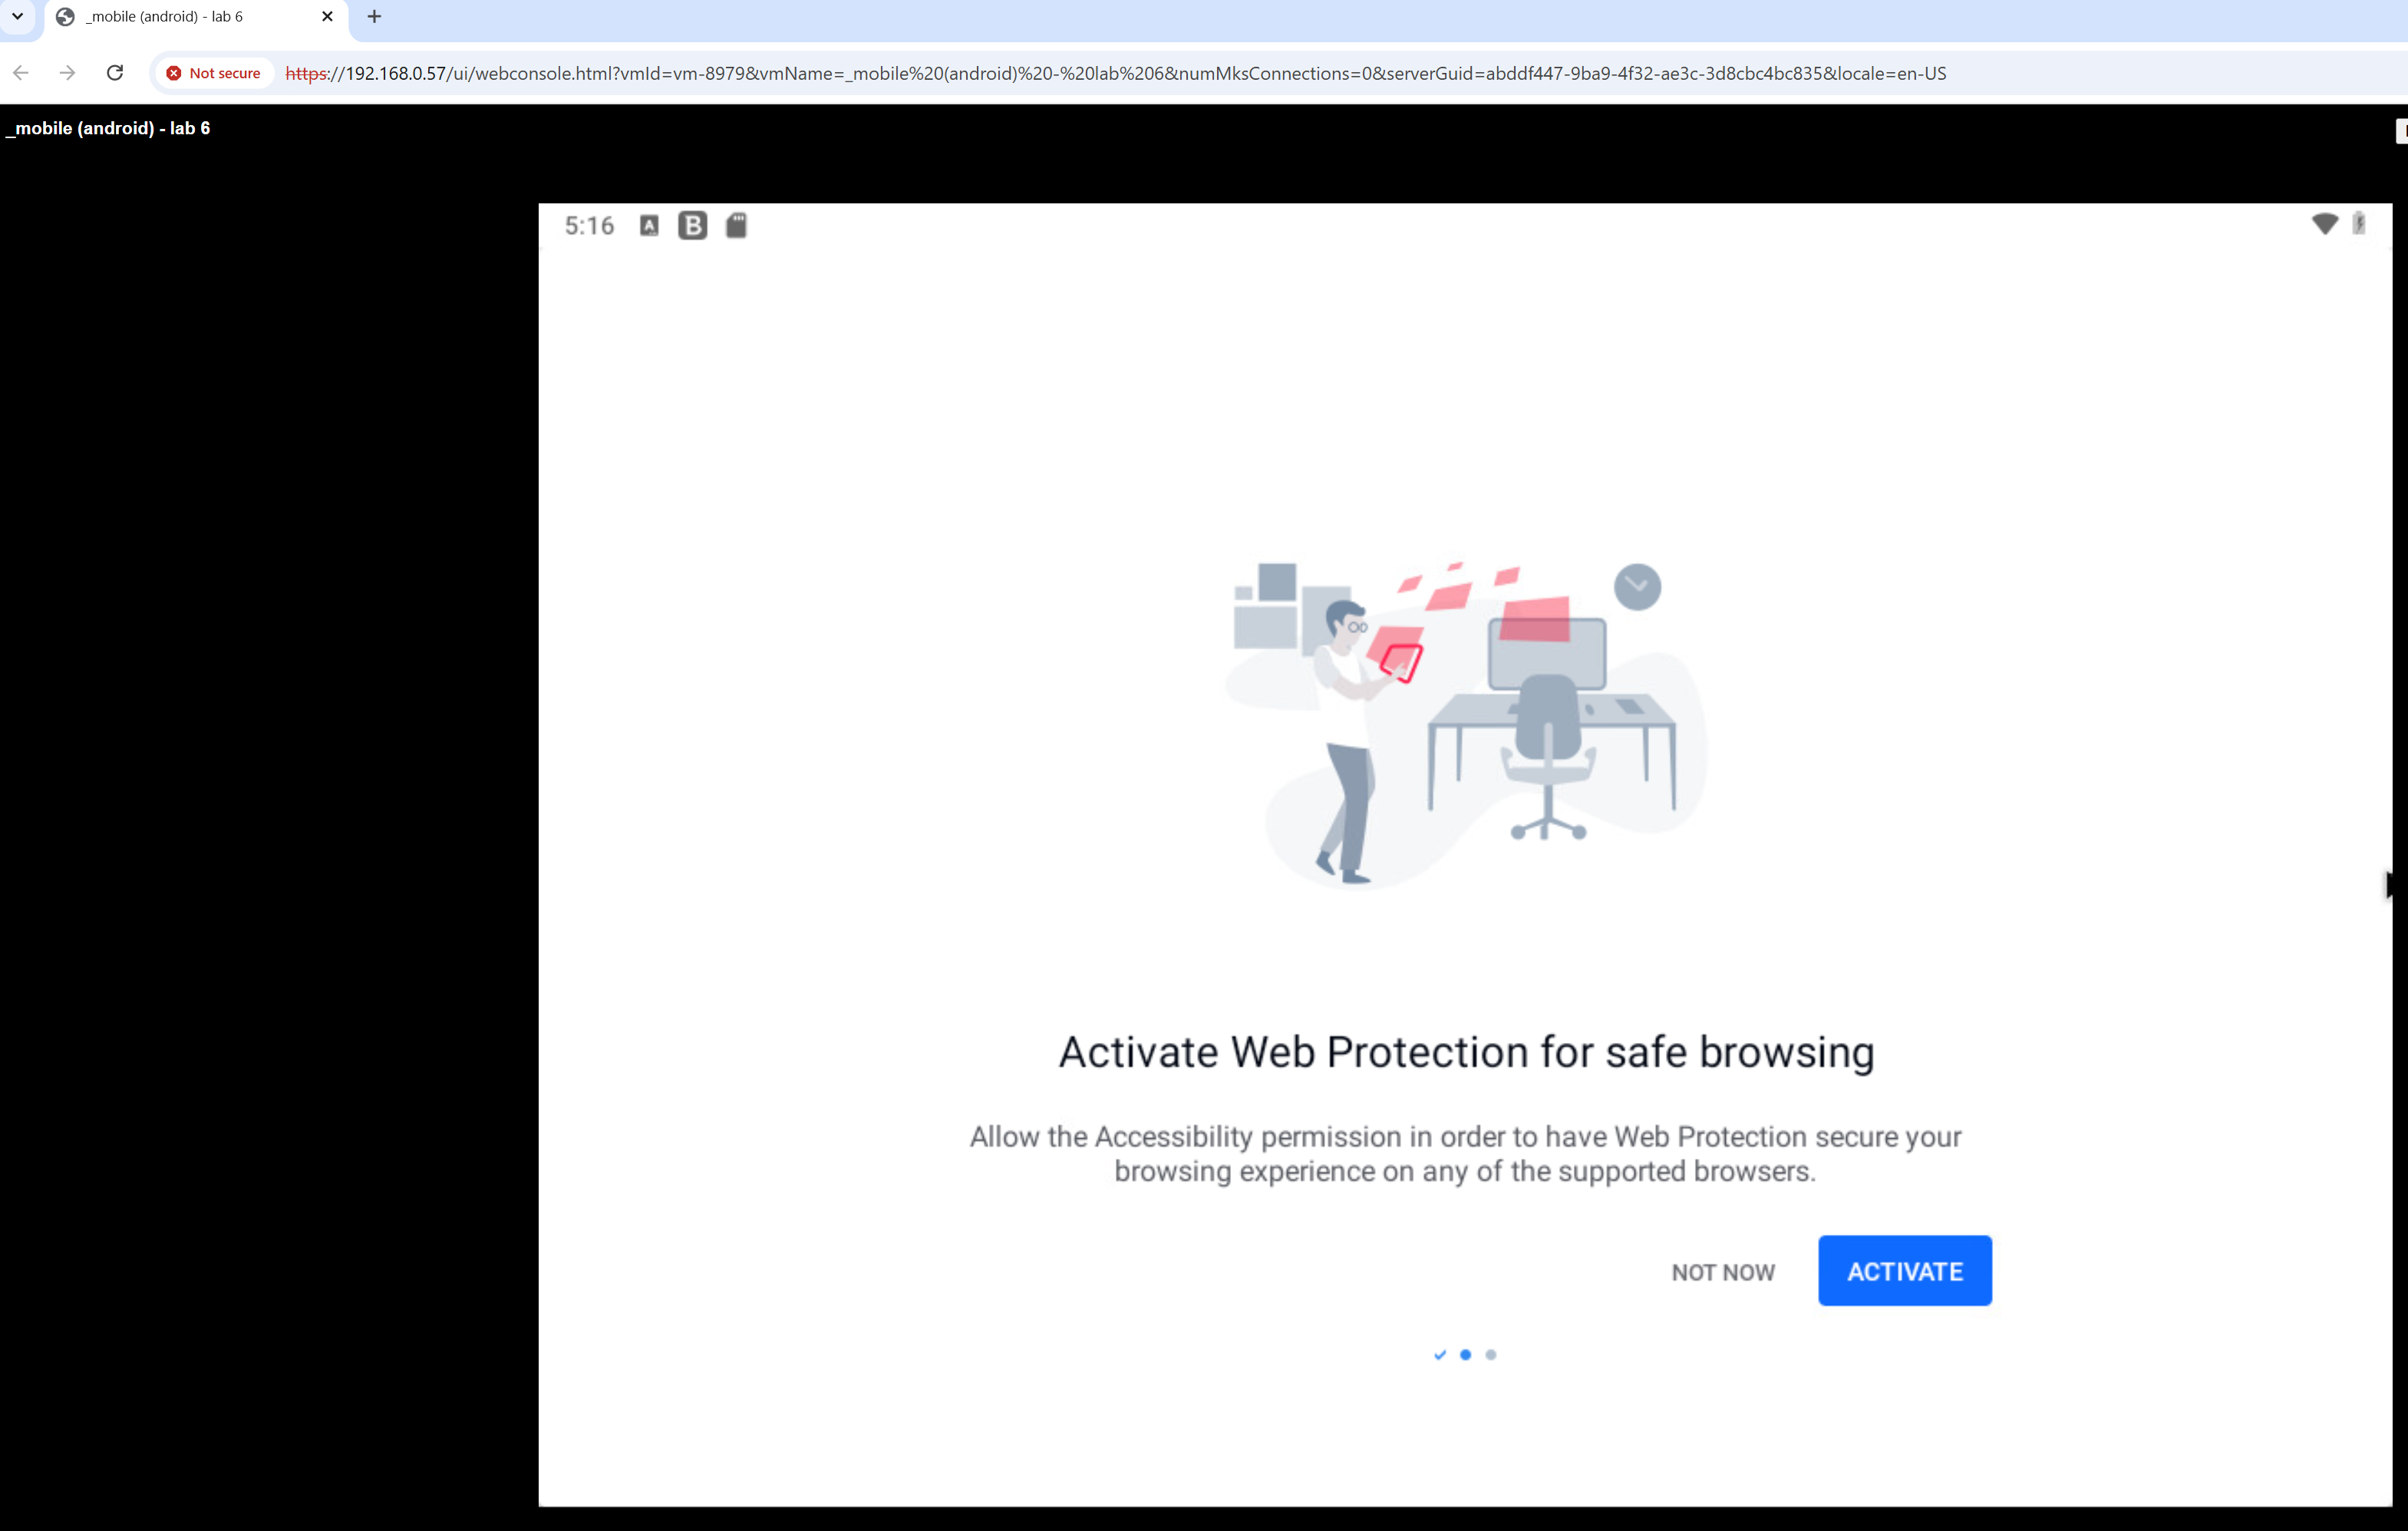 _mobile (android) - lab 6
Not secure
https://192.168.0.57/ui/webconsole.html?vmId=vm-8979&vmName=_mobile%20(android)%20-%20lab%206&numMksConnections=0&serverGuid=abddf447-9ba9-4f32-ae3c-3d8cbc4bc835&locale=en-US
_mobile (android) - lab 6
5:16 A B
Activate Web Protection for safe browsing
Allow the Accessibility permission in order to have Web Protection secure your
browsing experience on any of the supported browsers.
NOT NOW ACTIVATE